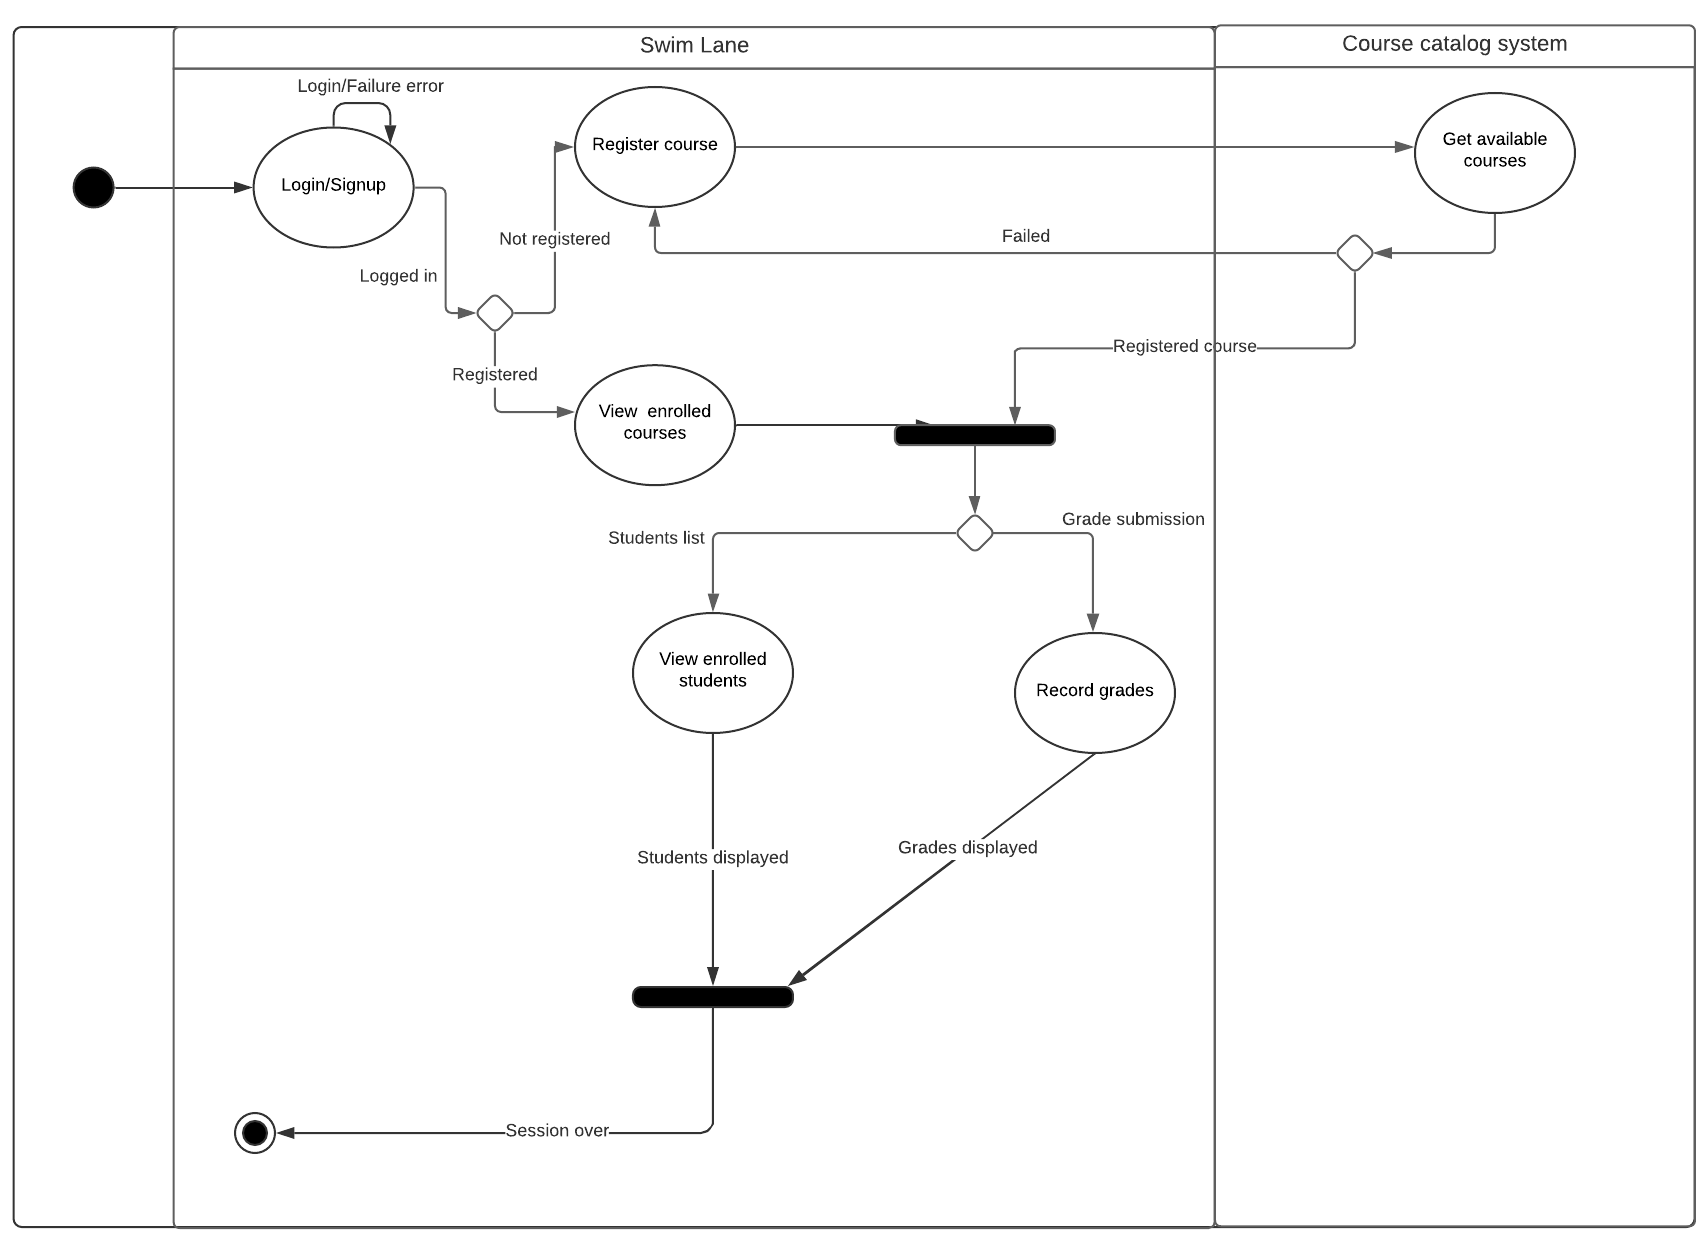 Swim Lane
Course catalog system
Login/Failure error
Login/Signup
Register course
Get available
courses
Not registered
Failed
Logged in
Registered course
Registered
View  enrolled
courses
Grade submission
Students list
View enrolled
students
Record grades
Students displayed
Grades displayed
Session over